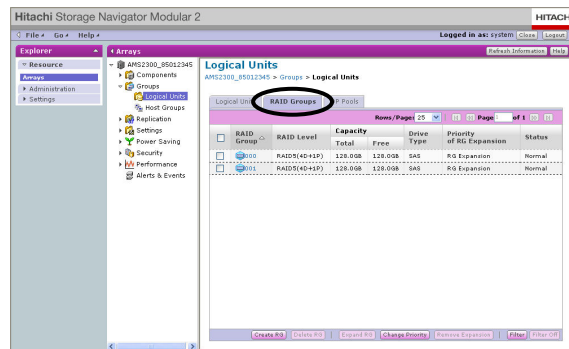 Hitachi Storage Navigator Modular 2
HITACH
File Go Help
Logged in as: system Close Logout
Explorer
Arrays
Refresh Information Help
Resource
Arrays
Administration
Settings
AMS2300_85012345
Components
Groups
Logical Units
Host Groups
Replication
Settings
Power Saving
Security
Performance
Alerts & Events
Logical Units
AMS2300_85012345 > Groups > Logical Units
Logical Uni RAID Groups P Pools
Rows/Page: 25 Page 1 of 1
RAID Group RAID Level Capacity Total Free Drive Type Priority of RG Expansion Status
000 RAID5(4D+1P) 128.0GB 128.0GB SAS RG Expansion Normal
001 RAID5(4D+1P) 128.0GB 128.0GB SAS RG Expansion Normal
Create RG Delete RG Expand RG Change Priority Remove Expansion Filter Filter Off